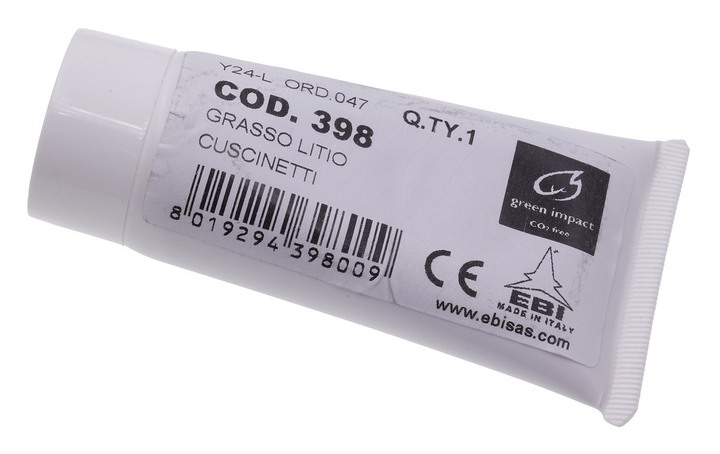 Y24-L ORD.047
COD. 398 Q.TY.1
GRASSO LITIO
CUSCINETTI
8 019294 398009
green impact
CO₂ free
CE
EBI
MADE IN ITALY
www.ebisas.com